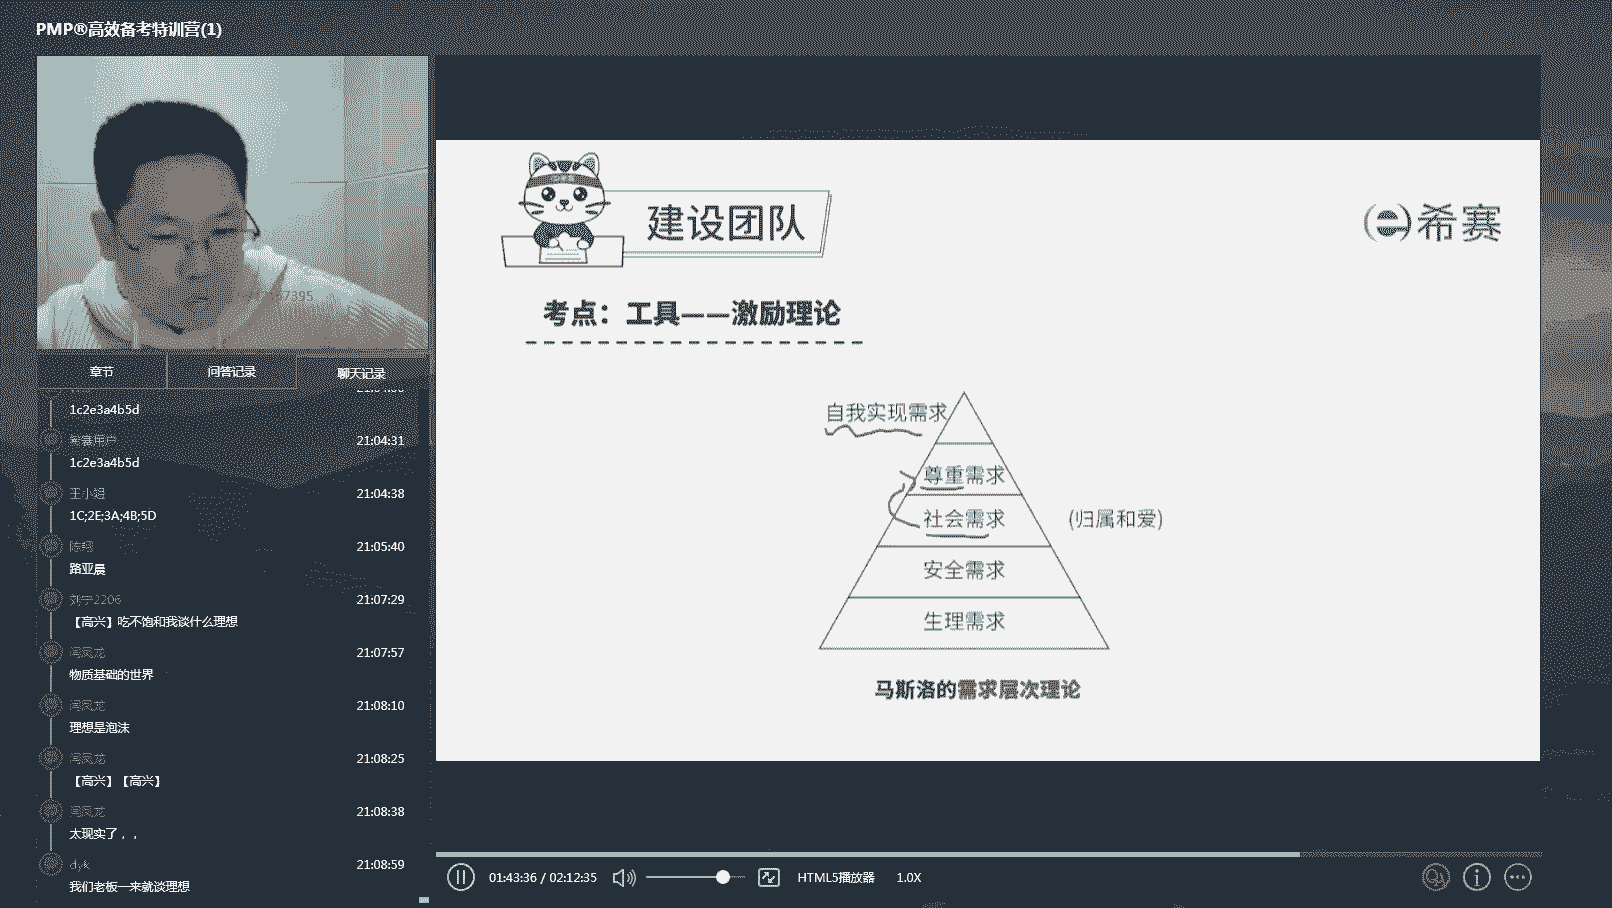 PMP®高效备考特训营(1)
7395
章节
问答记录
聊天记录
1c2e3a4b5d
希赛用户
21:04:31
1c2e3a4b5d
王小妞
21:04:38
1C;2E;3A;4B;5D
21:05:40
路亚晨
刘宇2206
21:07:29
【高兴】吃不饱和我谈什么理想
闫凤龙
21:07:57
物质基础的世界
闫凤龙
21:08:10
理想是泡沫
闫凤龙
21:08:25
【高兴】【高兴】
闫凤龙
21:08:38
太现实了，，
dyk
21:08:59
我们老板一来就谈理想
建设团队
希赛
考点：工具——激励理论
自我实现需求
尊重需求
社会需求
(归属和爱)
安全需求
生理需求
马斯洛的需求层次理论
01:43:36 / 02:12:35
HTML5播放器
1.0X